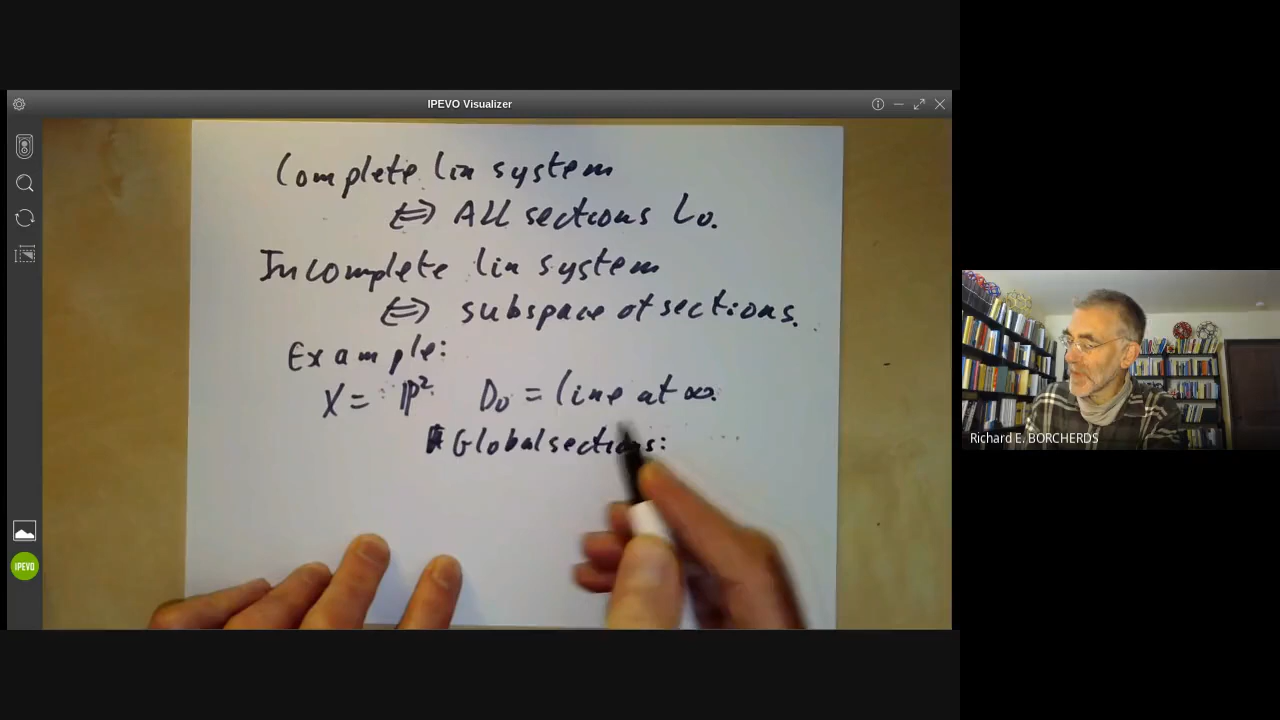 IPEVO Visualizer
Complete lin system
⇔ All sections L₀.
Incomplete lin system
⇔ subspace of sections.
Example:
X = ℙ² D₀ = line at ∞.
Global sections:
IPEVO
Richard E. BORCHERDS